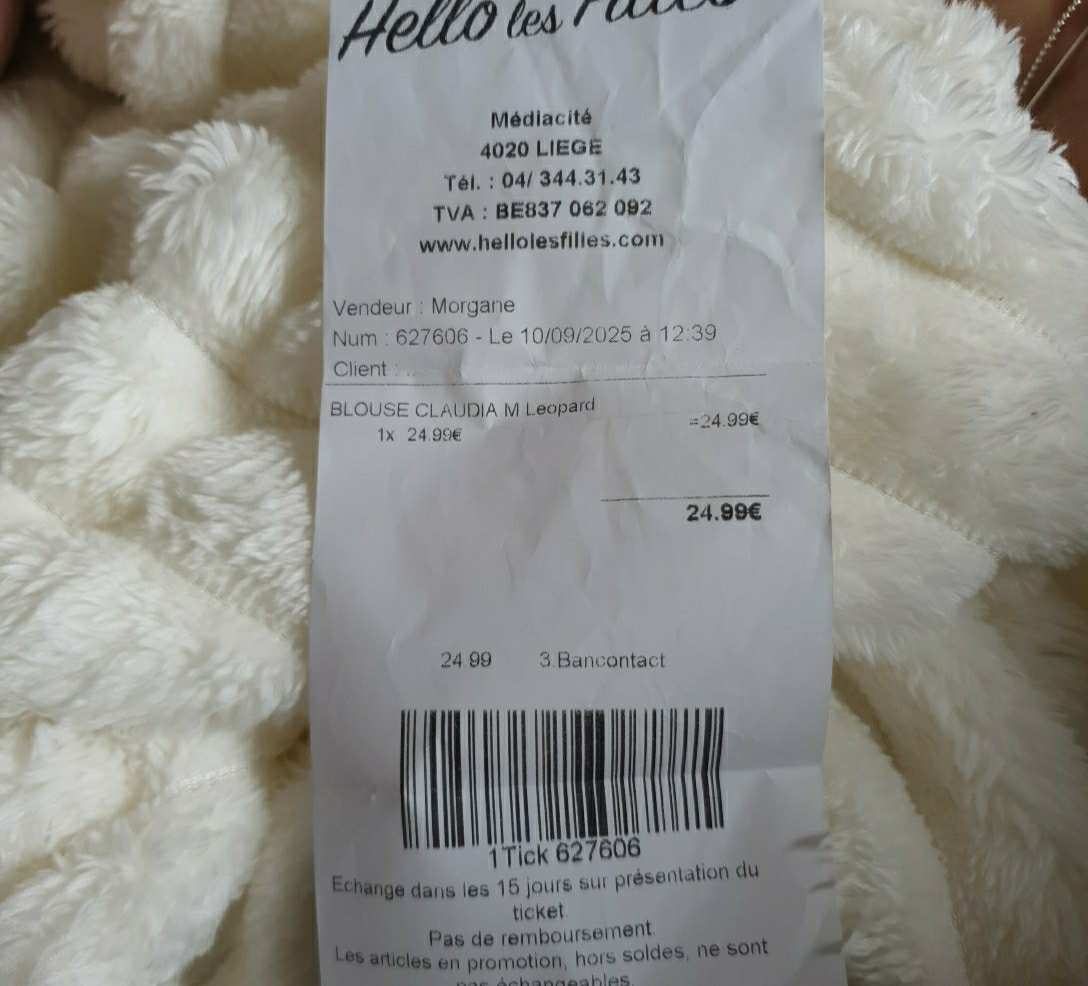 Hello les Filles
Médiacité
4020 LIEGE
Tél. : 04/ 344.31.43
TVA : BE837 062 092
www.hellolesfilles.com
Vendeur : Morgane
Num : 627606 - Le 10/09/2025 à 12:39
Client : ..
BLOUSE CLAUDIA M Leopard
=24.99€
1x 24.99€
24.99€
24.99 3.Bancontact
1Tick 627606
Echange dans les 15 jours sur présentation du
ticket.
Pas de remboursement.
Les articles en promotion, hors soldes, ne sont
pas échangeables.